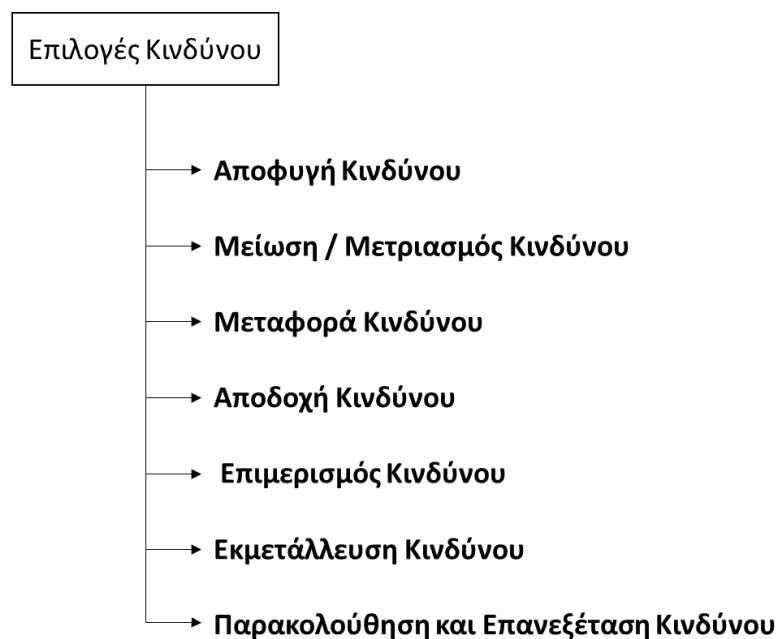 Επιλογές Κινδύνου
Αποφυγή Κινδύνου
Μείωση / Μετριασμός Κινδύνου
Μεταφορά Κινδύνου
Αποδοχή Κινδύνου
Επιμερισμός Κινδύνου
Εκμετάλλευση Κινδύνου
Παρακολούθηση και Επανεξέταση Κινδύνου